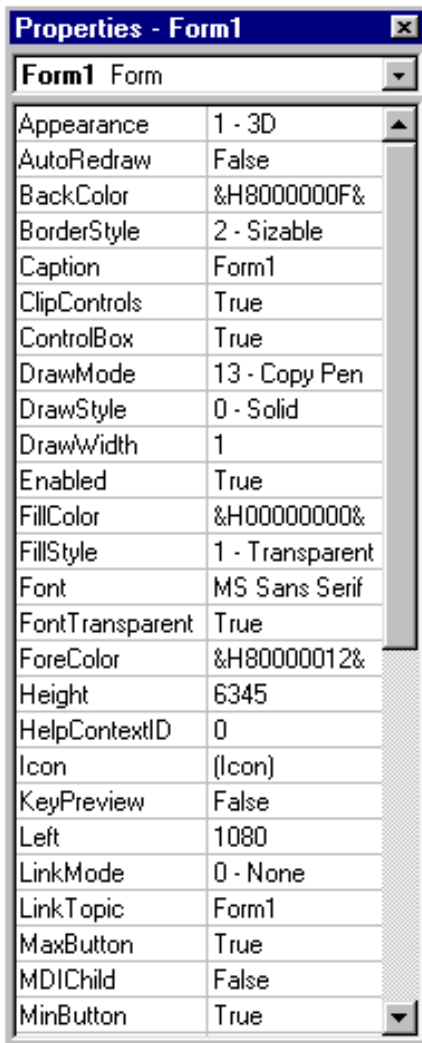 Properties - Form1
Form1 Form
Appearance 1 - 3D
AutoRedraw False
BackColor &H8000000F&
BorderStyle 2 - Sizable
Caption Form1
ClipControls True
ControlBox True
DrawMode 13 - Copy Pen
DrawStyle 0 - Solid
DrawWidth 1
Enabled True
FillColor &H00000000&
FillStyle 1 - Transparent
Font MS Sans Serif
FontTransparent True
ForeColor &H80000012&
Height 6345
HelpContextID 0
Icon (Icon)
KeyPreview False
Left 1080
LinkMode 0 - None
LinkTopic Form1
MaxButton True
MDIChild False
MinButton True